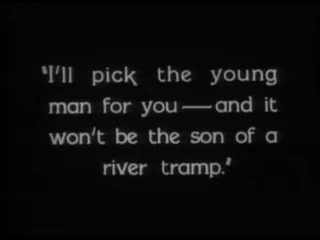 "I'll pick the young
man for you—and it
won't be the son of a
river tramp."